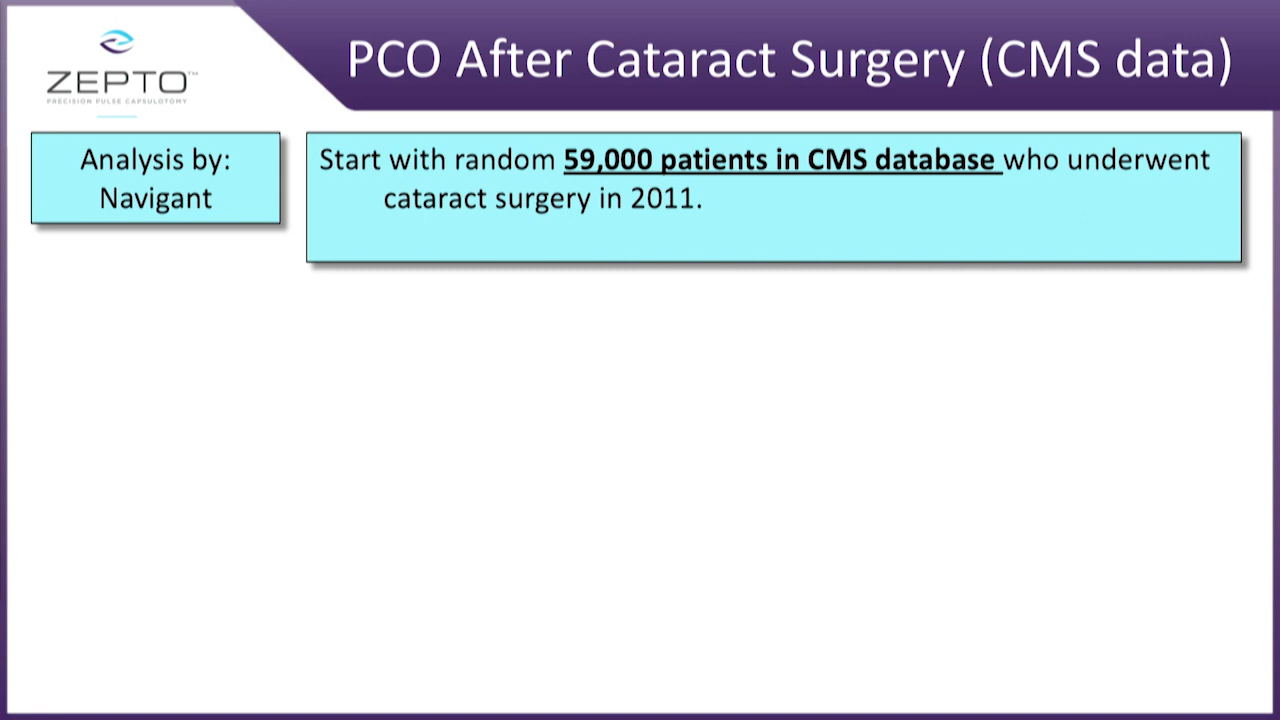 PCO After Cataract Surgery (CMS data)
ZEPTO™
PRECISION PULSE CAPSULOTOMY
Analysis by:
Navigant
Start with random 59,000 patients in CMS database who underwent
cataract surgery in 2011.